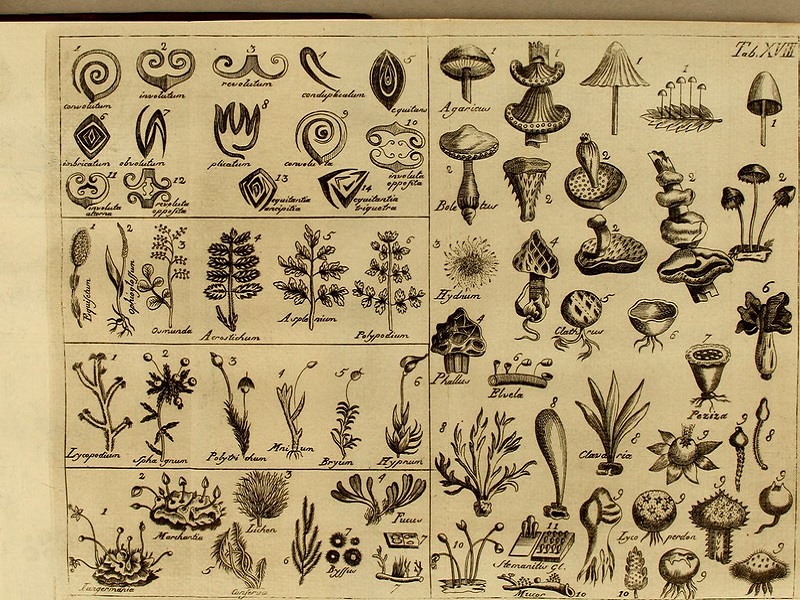 Tab. XVIII
1 2 3 4 5
convolutum involutum revolutum conduplicatum equitans
6 7 8 9 10
imbricatum obvolutum plicatum convoluta involuta opposita
11 12 13 14
involuta alterna revoluta opposita equitantia ancipitia equitantia triquetra
1 2 3 4 5 6
Equisetum Ophioglossum Osmunda Acrostichum Asplenium Polypodium
1 2 3 4 5 6
Lycopodium Sphagnum Polytrichum Mnium Bryum Hypnum
1 2 3 4 5 6 7 7 7
Jungermania Marchantia Lichen Fucus Conferva Byssus
1 1 1 1 1
Agaricus
2 2 2 2 2 2
Boletus
3 4 5 6
Hydnum Clathrus
4 6 7 6
Phallus Elvela Peziza
8 8 8 8
Clavariæ
9 9 9 9 9 9 9
Lycoperdon
10 11 10 10
Stemanitis Gl.
Mucor